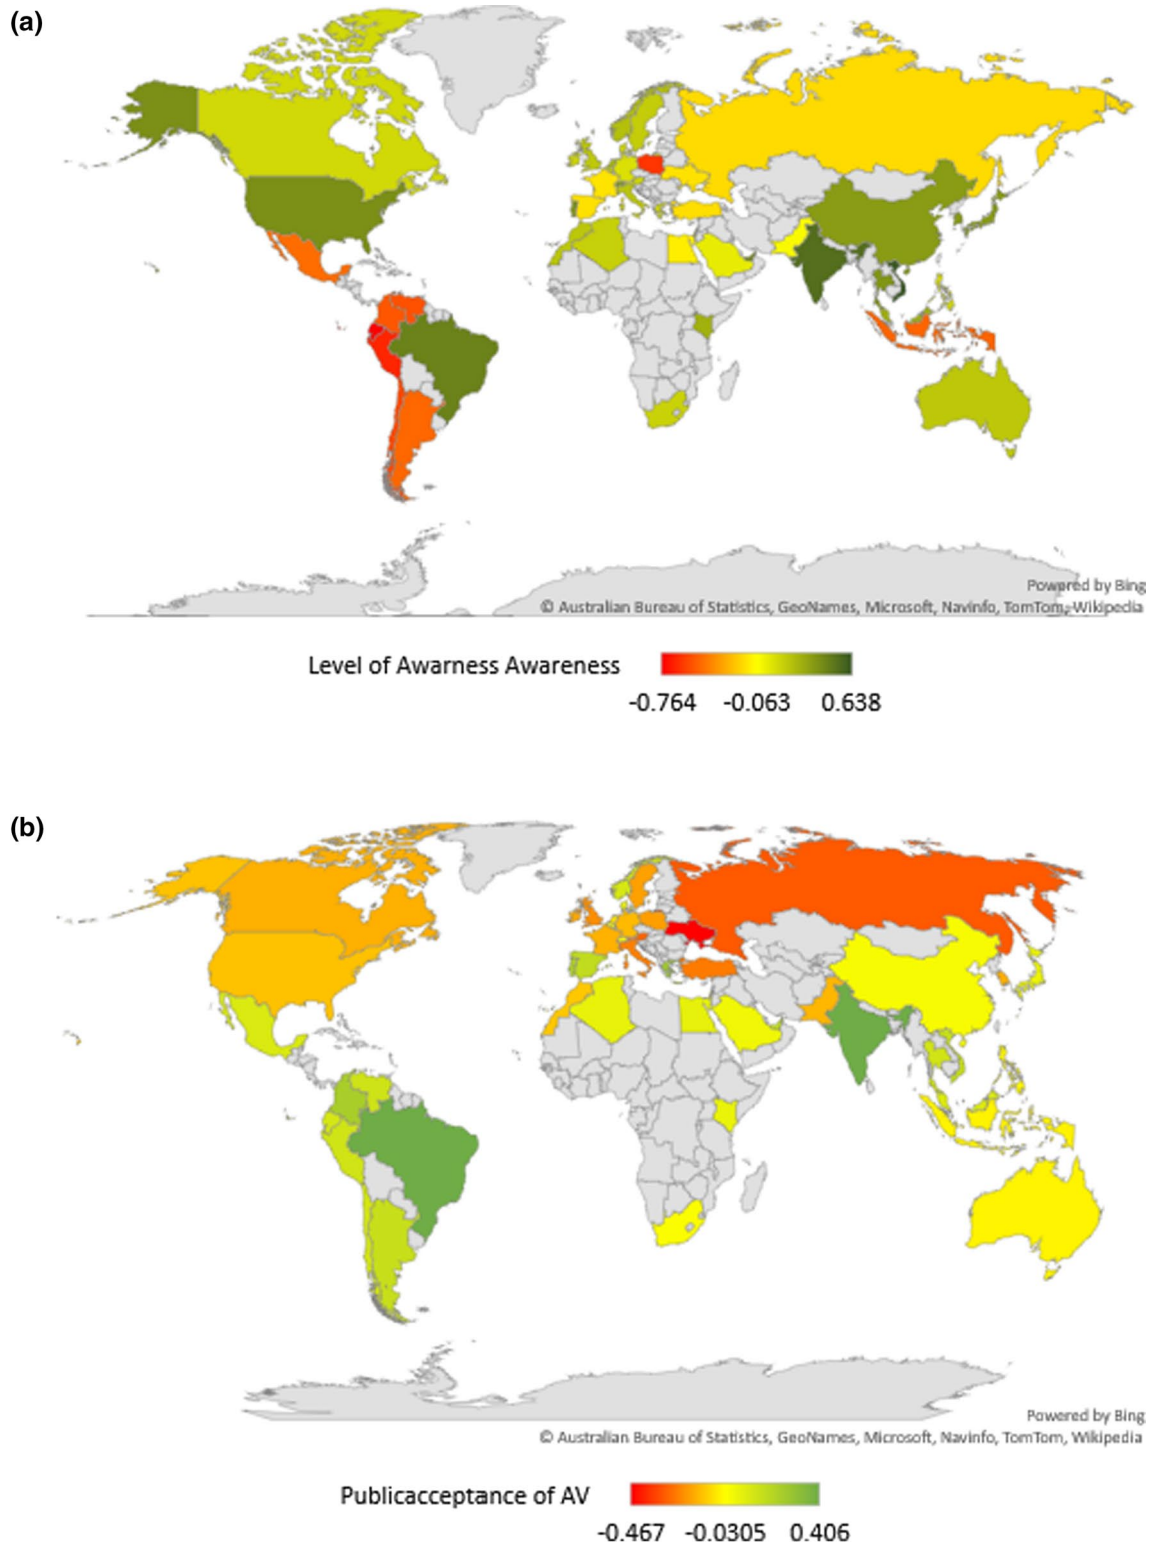 (a)
Powered by Bing
© Australian Bureau of Statistics, GeoNames, Microsoft, Navinfo, TomTom, Wikipedia
Level of Awarness Awareness
-0.764 -0.063 0.638
(b)
Powered by Bing
© Australian Bureau of Statistics, GeoNames, Microsoft, Navinfo, TomTom, Wikipedia
Publicacceptance of AV
-0.467 -0.0305 0.406